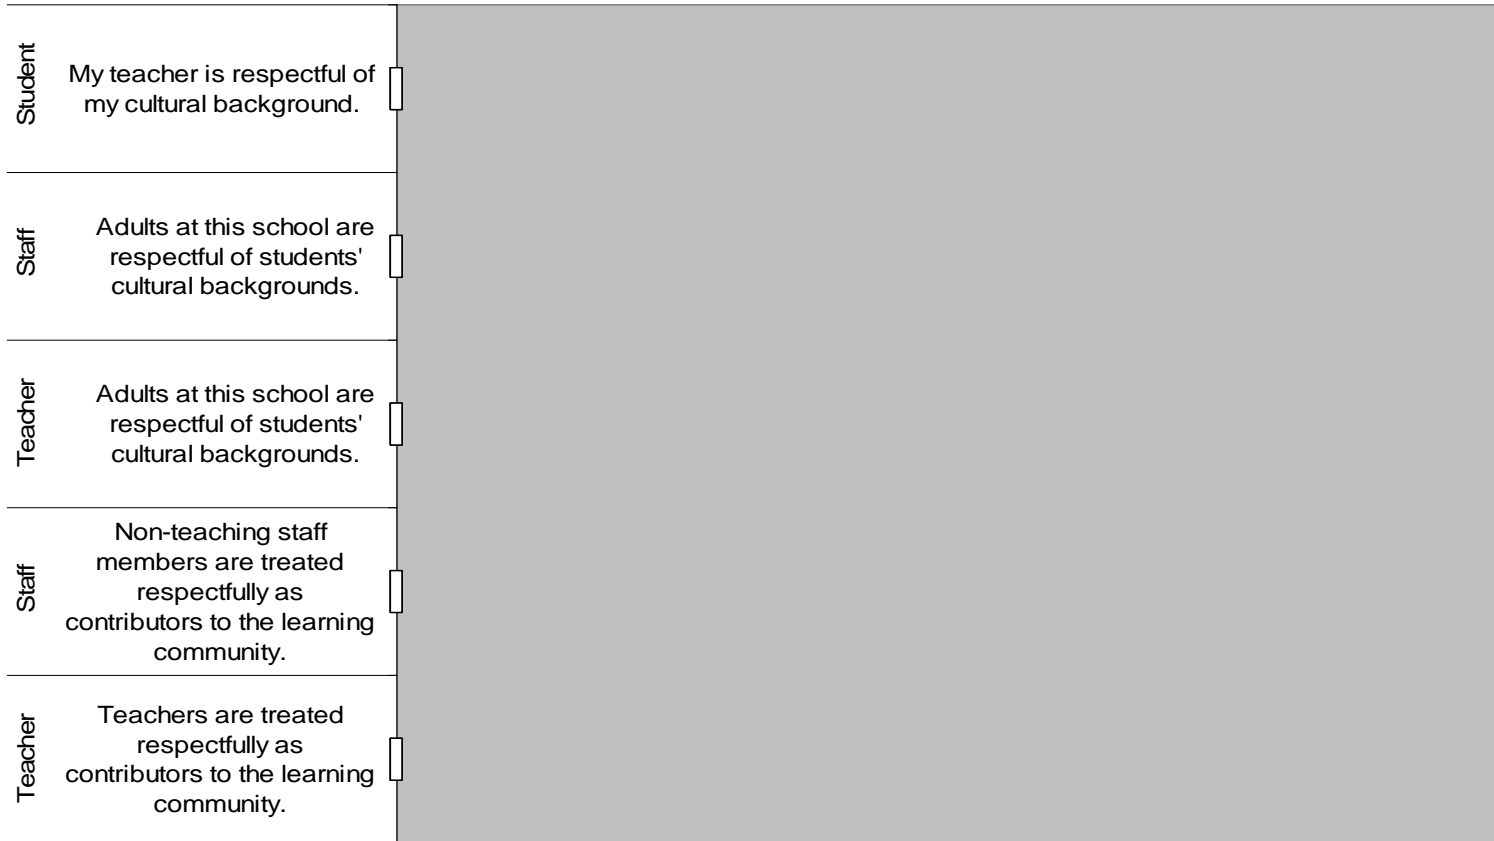 Student
My teacher is respectful of
my cultural background.
Staff
Adults at this school are
respectful of students'
cultural backgrounds.
Teacher
Adults at this school are
respectful of students'
cultural backgrounds.
Staff
Non-teaching staff
members are treated
respectfully as
contributors to the learning
community.
Teacher
Teachers are treated
respectfully as
contributors to the learning
community.